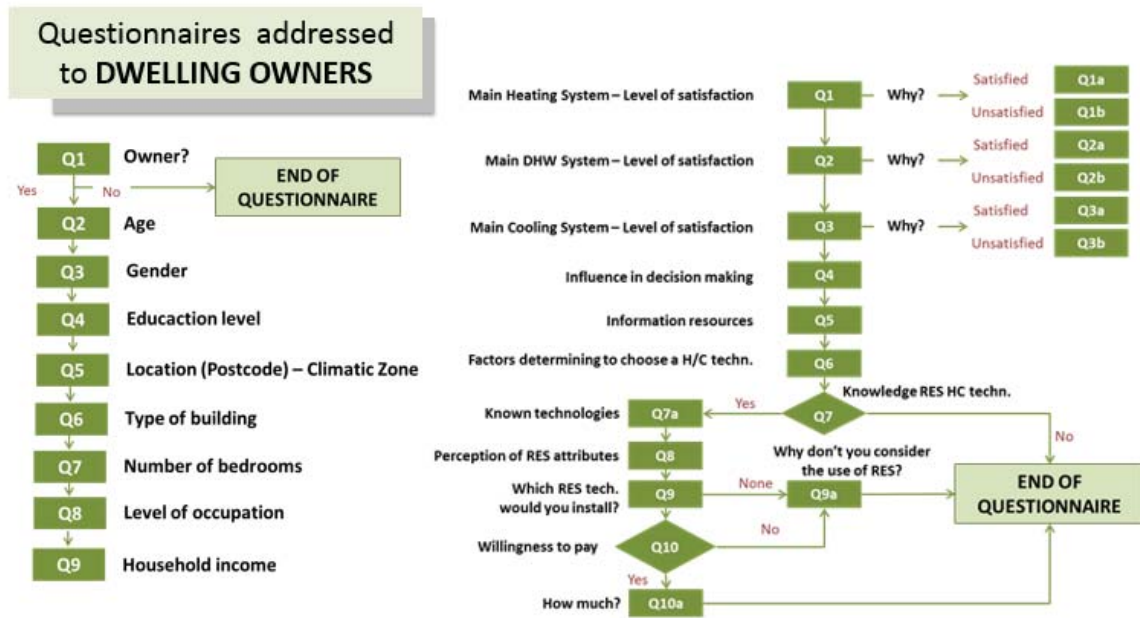 Questionnaires addressed
to DWELLING OWNERS
Q1 Owner?
Yes No
END OF
QUESTIONNAIRE
Q2 Age
Q3 Gender
Q4 Educaction level
Q5 Location (Postcode) – Climatic Zone
Q6 Type of building
Q7 Number of bedrooms
Q8 Level of occupation
Q9 Household income
Main Heating System – Level of satisfaction Q1 Why? Satisfied Q1a
Unsatisfied Q1b
Main DHW System – Level of satisfaction Q2 Why? Satisfied Q2a
Unsatisfied Q2b
Main Cooling System – Level of satisfaction Q3 Why? Satisfied Q3a
Unsatisfied Q3b
Influence in decision making Q4
Information resources Q5
Factors determining to choose a H/C techn. Q6
Knowledge RES HC techn.
Known technologies Q7a Yes Q7
No
Perception of RES attributes Q8
Why don't you consider
the use of RES?
Which RES tech.
would you install?
Q9 None Q9a
END OF
QUESTIONNAIRE
Willingness to pay Q10 No
Yes
How much? Q10a